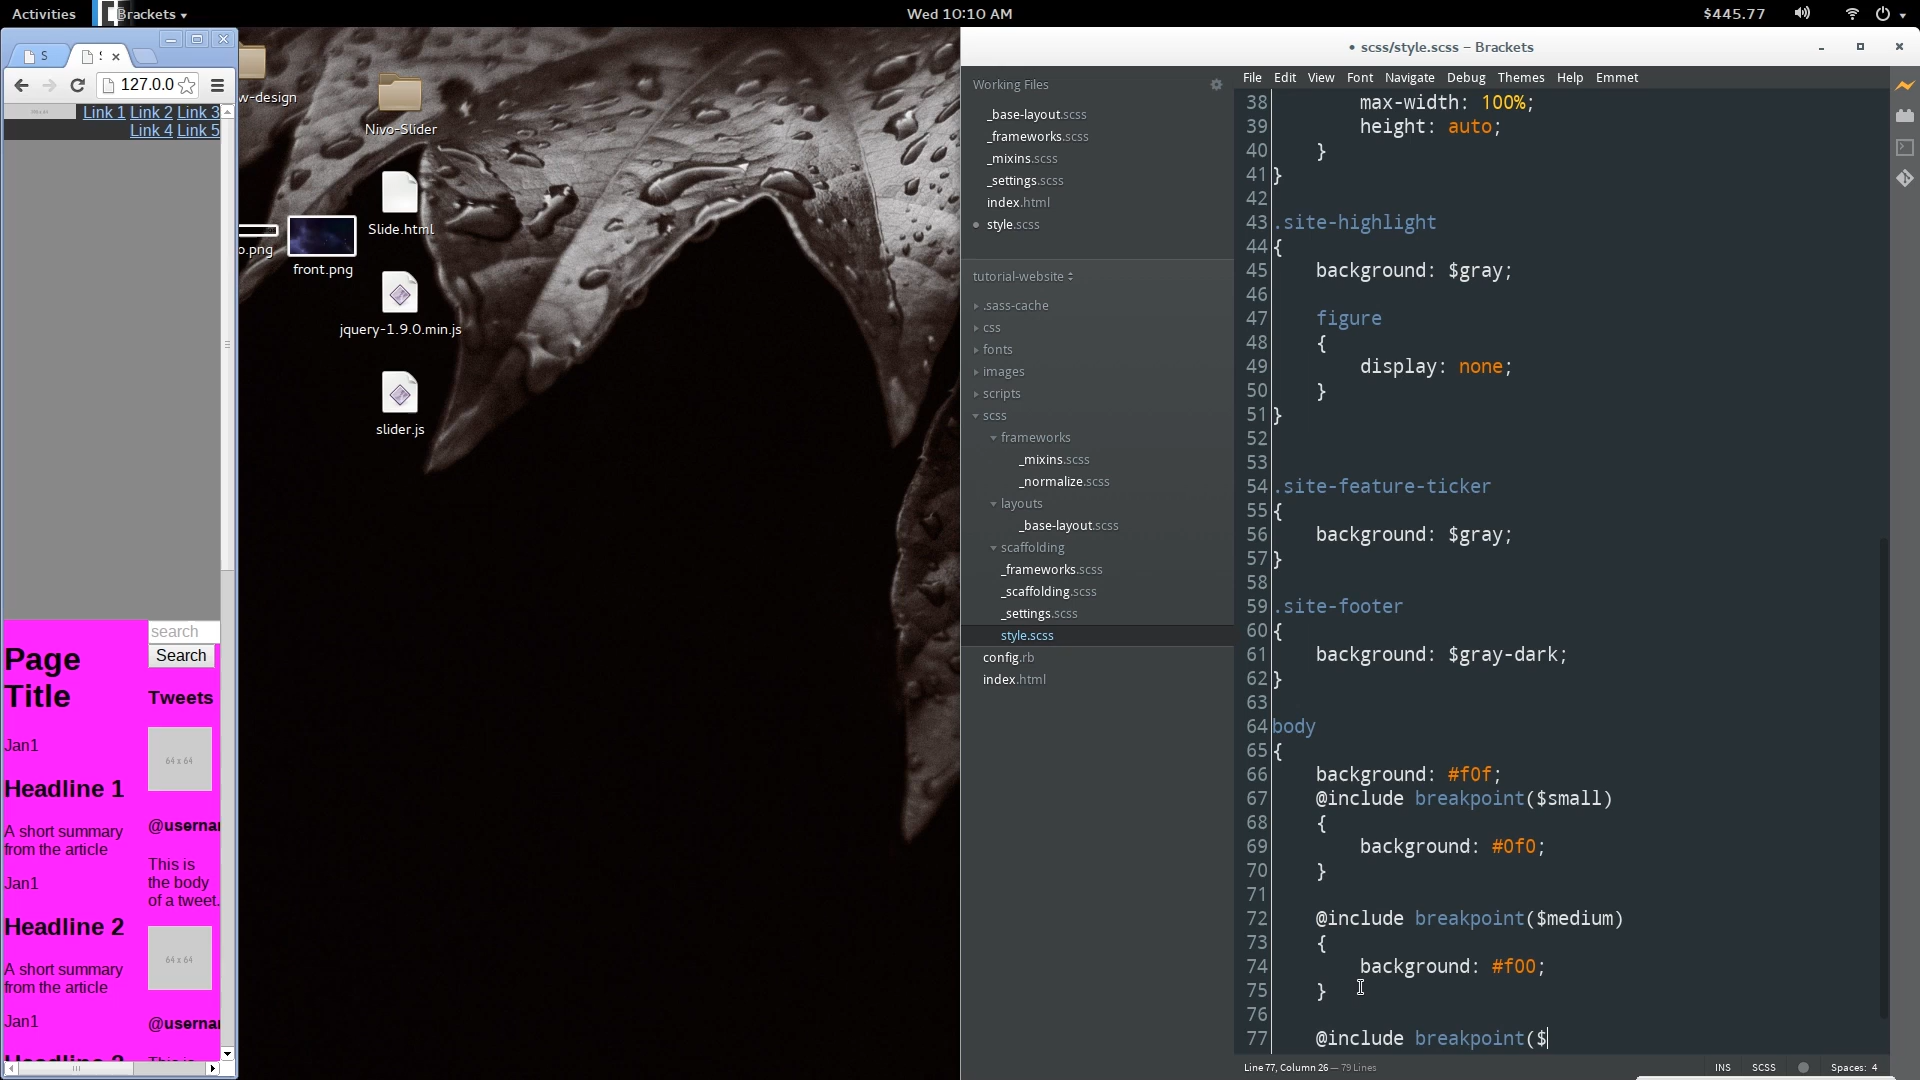 Activities
Brackets
Wed 10:10 AM
$445.77
S
127.0.0
Link 1 Link 2 Link 3
Link 4 Link 5
Page
Title
Jan1
Headline 1
A short summary
from the article
Jan1
Headline 2
A short summary
from the article
Jan1
search
Search
Tweets
64 x 64
@usernar
This is
the body
of a tweet.
64 x 64
@usernar
w-design
o.png
front.png
Nivo-Slider
Slide.html
jquery-1.9.0.min.js
slider.js
• scss/style.scss – Brackets
Working Files
_base-layout.scss
_frameworks.scss
_mixins.scss
_settings.scss
index.html
style.scss
tutorial-website
.sass-cache
css
fonts
images
scripts
scss
frameworks
_mixins.scss
_normalize.scss
layouts
_base-layout.scss
scaffolding
_frameworks.scss
_scaffolding.scss
_settings.scss
style.scss
config.rb
index.html
File Edit View Font Navigate Debug Themes Help Emmet
38 max-width: 100%;
39 height: auto;
40 }
41 }
42
43 .site-highlight
44 {
45 background: $gray;
46
47 figure
48 {
49 display: none;
50 }
51 }
52
53
54 .site-feature-ticker
55 {
56 background: $gray;
57 }
58
59 .site-footer
60 {
61 background: $gray-dark;
62 }
63
64 body
65 {
66 background: #f0f;
67 @include breakpoint($small)
68 {
69 background: #0f0;
70 }
71
72 @include breakpoint($medium)
73 {
74 background: #f00;
75 }
76
77 @include breakpoint($
Line 77, Column 26 — 79 Lines
INS SCSS Spaces: 4